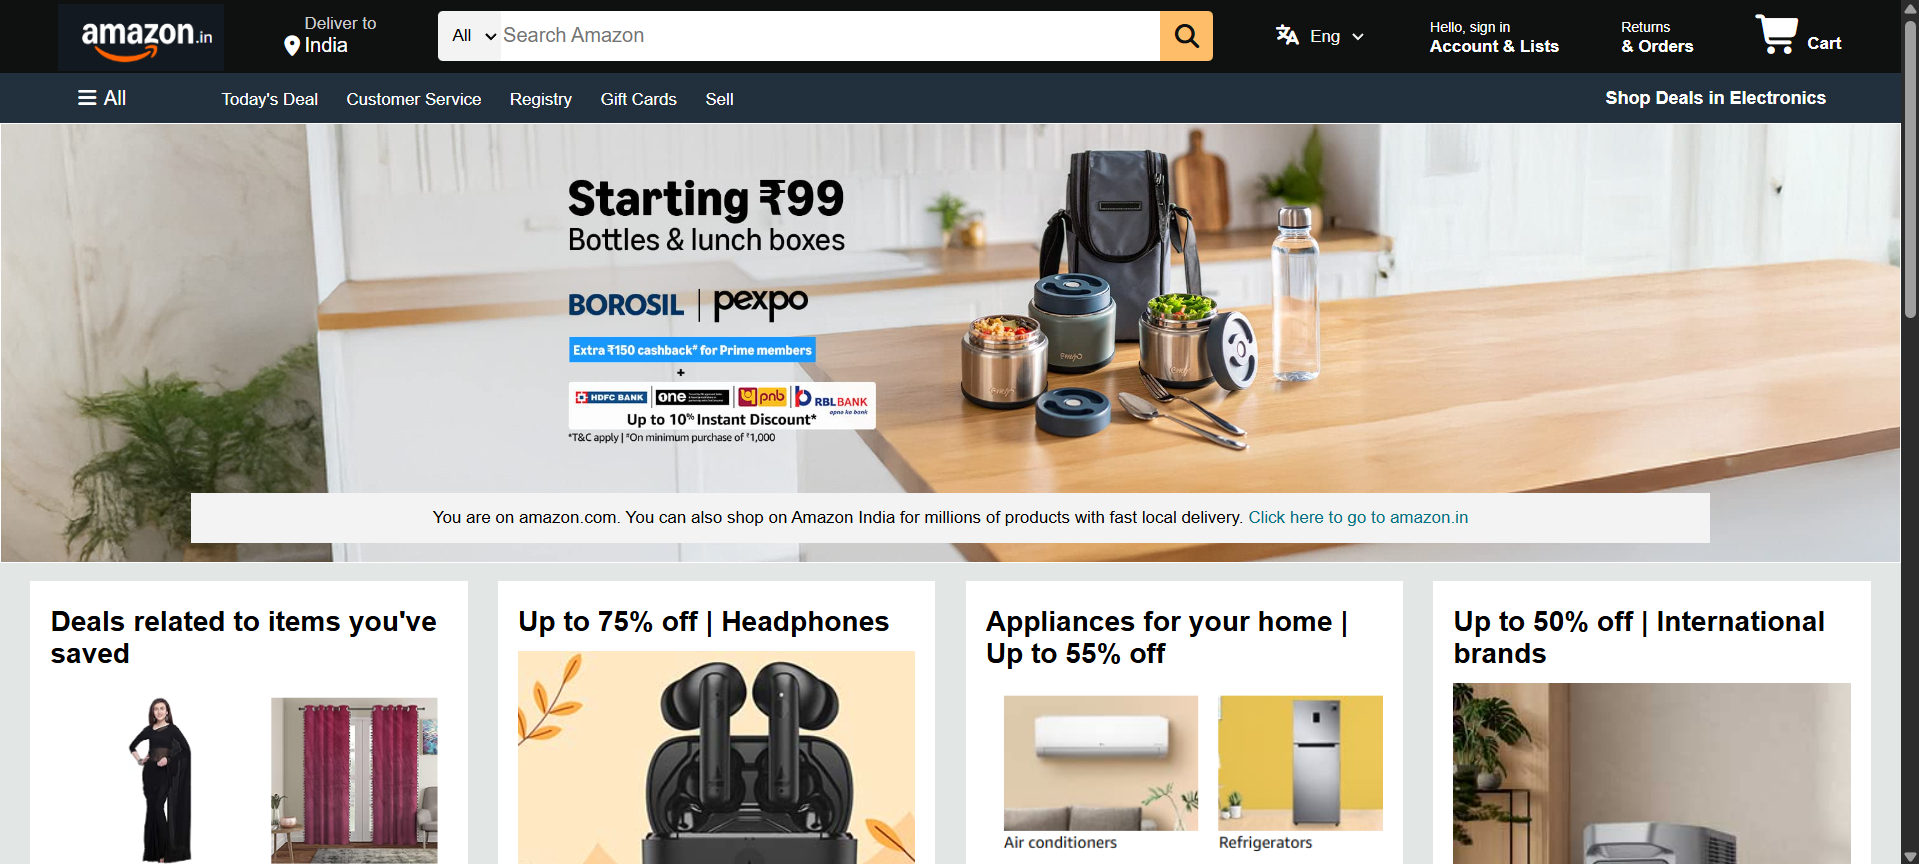 amazon.in
Deliver to
India
All
Search Amazon
Eng
Hello, sign in
Account & Lists
Returns
& Orders
Cart
All
Today's Deal
Customer Service
Registry
Gift Cards
Sell
Shop Deals in Electronics
Starting ₹99
Bottles & lunch boxes
BOROSIL | pexpo
Extra ₹150 cashback# for Prime members
+
HDFC BANK | one | pnb | RBL BANK
apno ka bank
Up to 10% Instant Discount*
*T&C apply | #On minimum purchase of ₹1,000
You are on amazon.com. You can also shop on Amazon India for millions of products with fast local delivery. Click here to go to amazon.in
Deals related to items you've
saved
Up to 75% off | Headphones
Appliances for your home |
Up to 55% off
Air conditioners
Refrigerators
Up to 50% off | International
brands